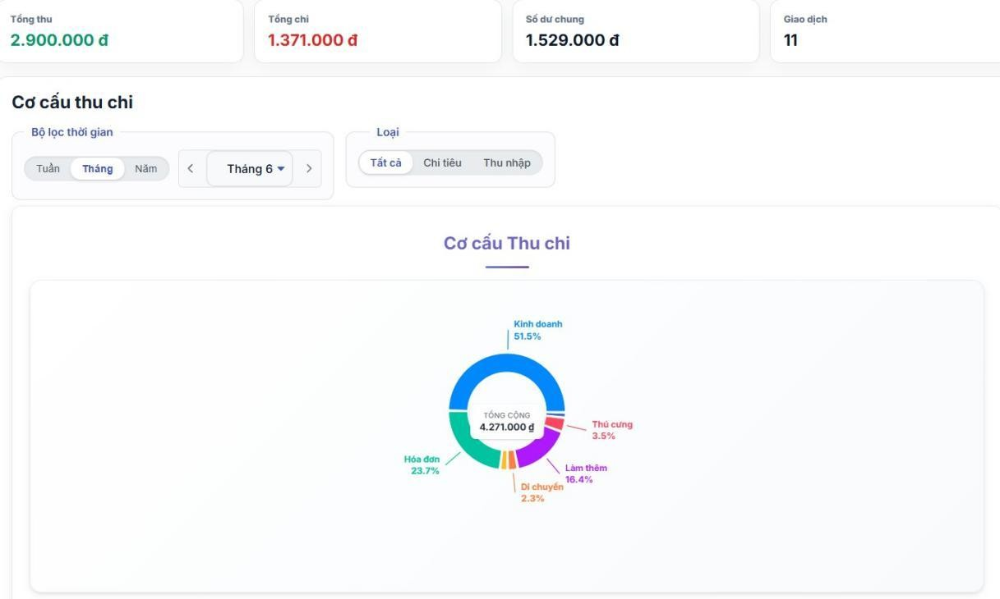 Tổng thu
2.900.000 đ
Tổng chi
1.371.000 đ
Số dư chung
1.529.000 đ
Giao dịch
11
Cơ cấu thu chi
Bộ lọc thời gian
Tuần
Tháng
Năm
Tháng 6
Loại
Tất cả
Chi tiêu
Thu nhập
Cơ cấu Thu chi
Kinh doanh
51.5%
TỔNG CỘNG
4.271.000 ₫
Thú cưng
3.5%
Hóa đơn
23.7%
Làm thêm
16.4%
Di chuyển
2.3%